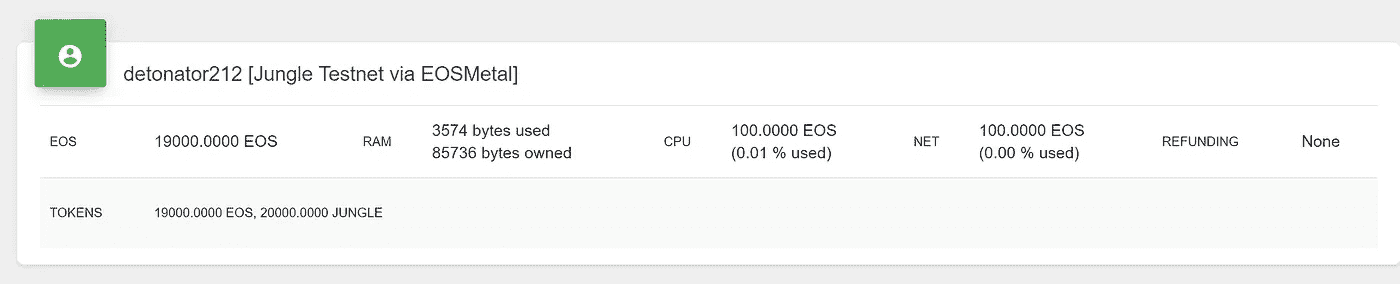 detonator212 [Jungle Testnet via EOSMetal]
EOS 19000.0000 EOS RAM 3574 bytes used 85736 bytes owned CPU 100.0000 EOS (0.01 % used) NET 100.0000 EOS (0.00 % used) REFUNDING None
TOKENS 19000.0000 EOS, 20000.0000 JUNGLE